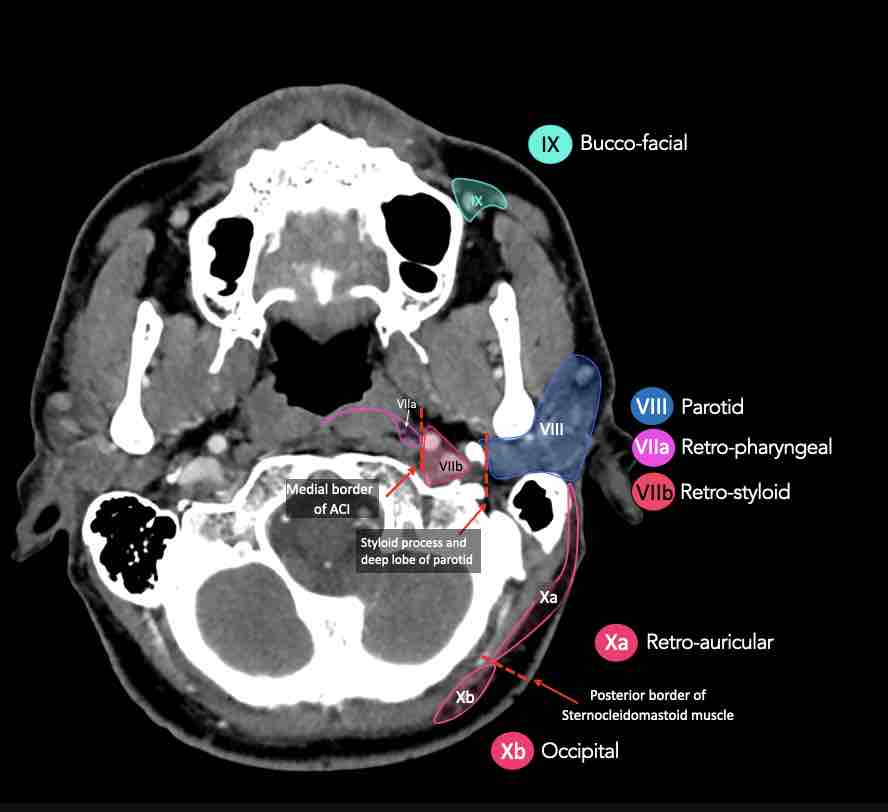 IX Bucco-facial
IX
VIII Parotid
VIIa
VIII
VIIa Retro-pharyngeal
VIIb
VIIb Retro-styloid
Medial border
of ACI
Styloid process and
deep lobe of parotid
Xa
Xa Retro-auricular
Xb
Posterior border of
Sternocleidomastoid muscle
Xb Occipital